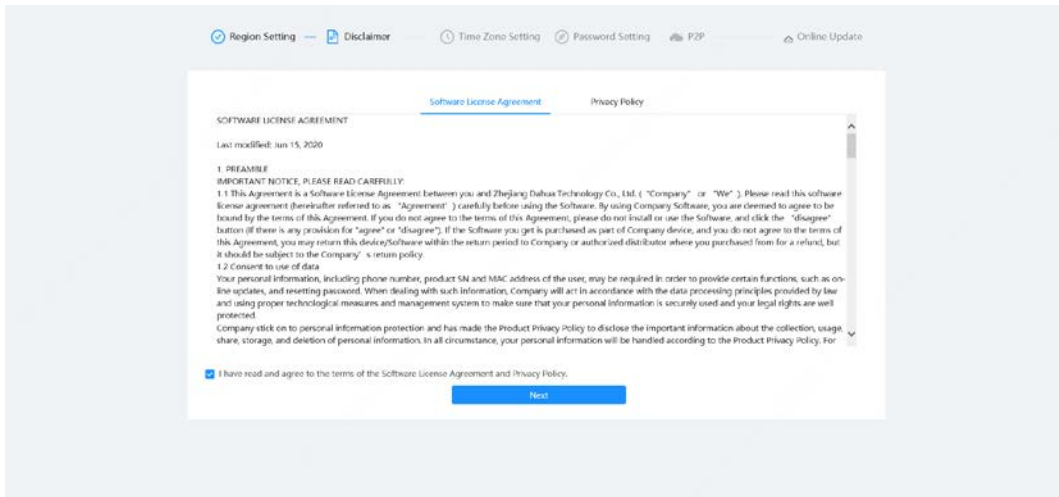 Region Setting Disclaimer Time Zone Setting Password Setting P2P Online Update
Software License Agreement Privacy Policy
SOFTWARE LICENSE AGREEMENT
Last modified: Jun 15, 2020
1. PREAMBLE
IMPORTANT NOTICE, PLEASE READ CAREFULLY:
1.1 This Agreement is a Software License Agreement between you and Zhejiang Dahua Technology Co., Ltd. ( "Company" or "We" ). Please read this software
license agreement (hereinafter referred to as "Agreement" ) carefully before using the Software. By using Company Software, you are deemed to agree to be
bound by the terms of this Agreement. If you do not agree to the terms of this Agreement, please do not install or use the Software, and click the "disagree"
button (if there is any provision for "agree" or "disagree"). If the Software you get is purchased as part of Company device, and you do not agree to the terms of
this Agreement, you may return this device/Software within the return period to Company or authorized distributor where you purchased from for a refund, but
it should be subject to the Company' s return policy.
1.2 Consent to use of data
Your personal information, including phone number, product SN and MAC address of the user, may be required in order to provide certain functions, such as on-
line updates, and resetting password. When dealing with such information, Company will act in accordance with the data processing principles provided by law
and using proper technological measures and management system to make sure that your personal information is securely used and your legal rights are well
protected.
Company stick on to personal information protection and has made the Product Privacy Policy to disclose the important information about the collection, usage,
share, storage, and deletion of personal information. In all circumstance, your personal information will be handled according to the Product Privacy Policy. For
I have read and agree to the terms of the Software License Agreement and Privacy Policy.
Next